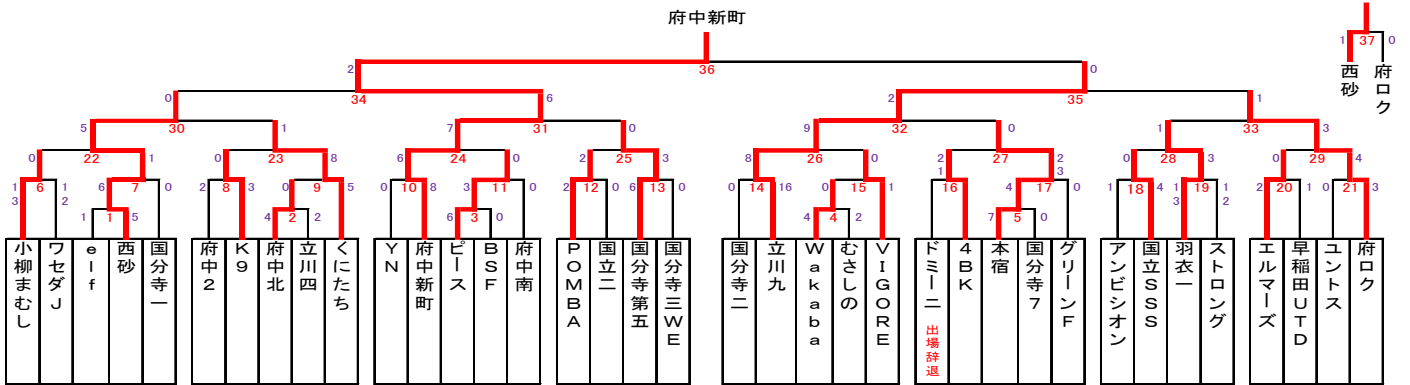 府中新町
1 37 0
西砂
府ロク
2 36 0
0 34 6 2 35 1
5 30 1 7 31 0 9 32 0 1 33 3
0 22 1 0 23 8 6 24 0 2 25 3 8 26 0 1 27 2 0 28 3 0 29 4
1 3 6 1 2 6 7 0 2 8 3 0 9 5 6 10 8 3 11 0 2 12 0 6 13 0 0 14 16 0 15 1 2 1 16 4 17 3 0 18 4 1 3 19 1 2 2 20 1 0 21 3
1 1 5 4 2 2 6 3 0 4 4 2 7 5 0
小柳まむし
ワセダJ
elf
西砂
国分寺一
府中2
K9
府中北
立川四
くにたち
YN
府中新町
ピース
BSF
府中南
POMBA
国立二
国分寺第五
国分寺三WE
国分寺二
立川九
Wakaba
むさしの
VIGORE
ドミーニ
出場辞退
4BK
本宿
国分寺7
グリーンF
アンビシオン
国立SSS
羽衣一
ストロング
エルマーズ
早稲田UTD
ユントス
府ロク